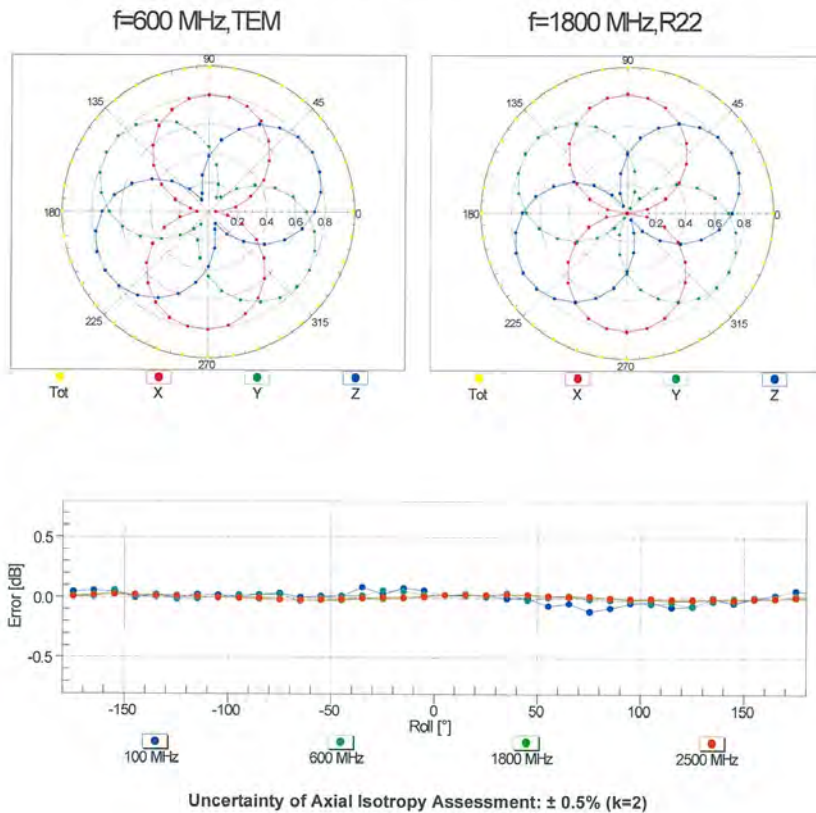 f=600 MHz,TEM
f=1800 MHz,R22
90
135
45
180
0
0.2 0.4 0.6 0.8
225
315
270
Tot X Y Z
90
135
45
180
0
0.2 0.4 0.6 0.8
225
315
270
Tot X Y Z
Error [dB]
0.5
0.0
-0.5
-150 -100 -50 0 50 100 150
Roll [°]
100 MHz 600 MHz 1800 MHz 2500 MHz
Uncertainty of Axial Isotropy Assessment: ± 0.5% (k=2)